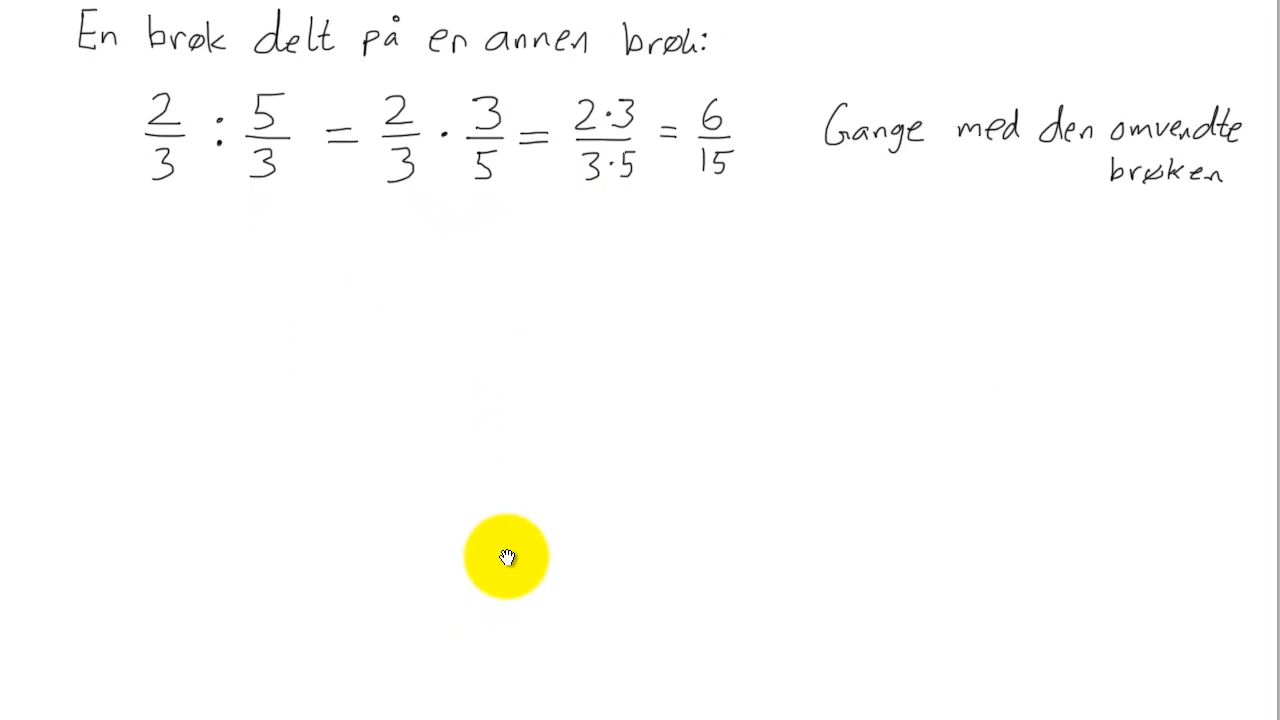 En brøk delt på en annen brøk:
2/3 : 5/3 = 2/3 · 3/5 = 2·3/3·5 = 6/15 Gange med den omvendte
brøken